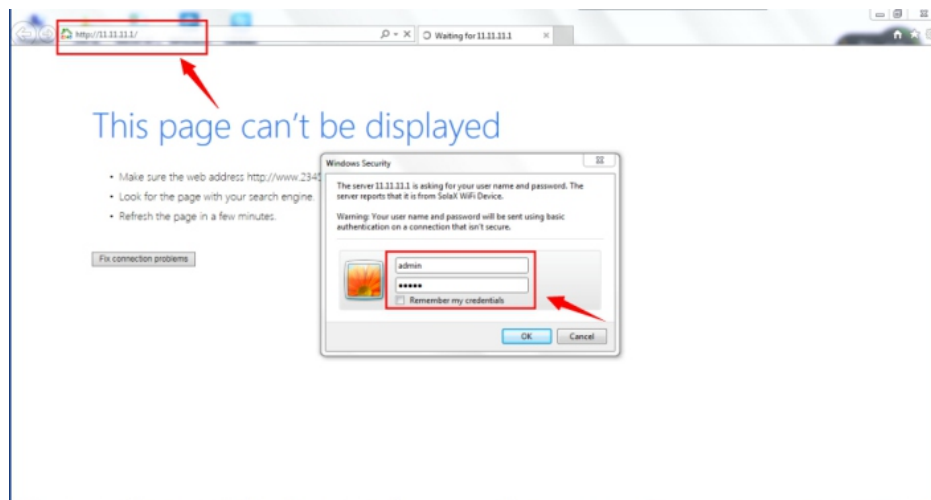 http://11.11.11.1/
Waiting for 11.11.11.1
This page can't be displayed
• Make sure the web address http://www.2345
• Look for the page with your search engine.
• Refresh the page in a few minutes.
Fix connection problems
Windows Security
The server 11.11.11.1 is asking for your user name and password. The
server reports that it is from SolaX WiFi Device.
Warning: Your user name and password will be sent using basic
authentication on a connection that isn't secure.
admin
•••••
Remember my credentials
OK
Cancel